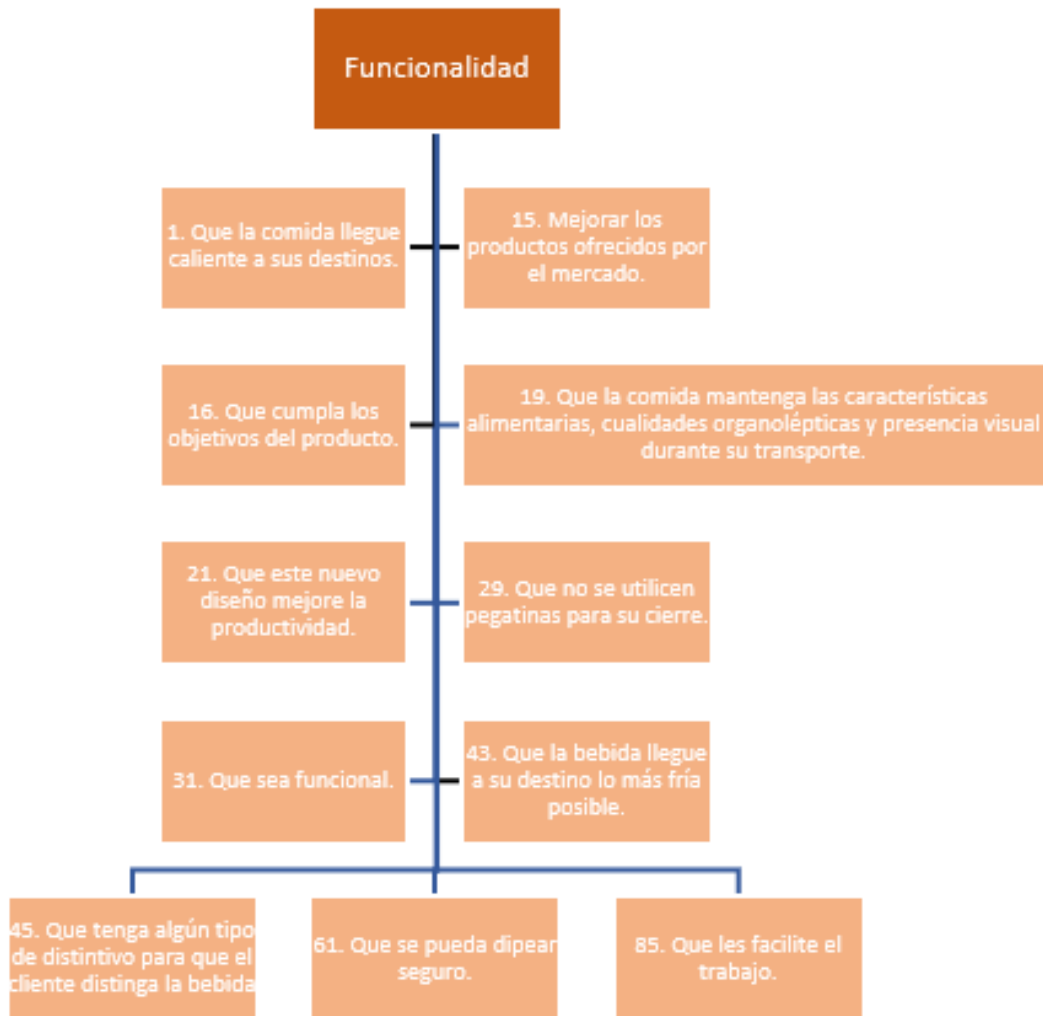 Funcionalidad
1. Que la comida llegue
caliente a sus destinos.
15. Mejorar los
productos ofrecidos por
el mercado.
16. Que cumpla los
objetivos del producto.
19. Que la comida mantenga las características
alimentarias, cualidades organolépticas y presencia visual
durante su transporte.
21. Que este nuevo
diseño mejore la
productividad.
29. Que no se utilicen
pegatinas para su cierre.
31. Que sea funcional.
43. Que la bebida llegue
a su destino lo más fría
posible.
45. Que tenga algún tipo
de distintivo para que el
cliente distinga la bebida
61. Que se pueda dipear
seguro.
85. Que les facilite el
trabajo.